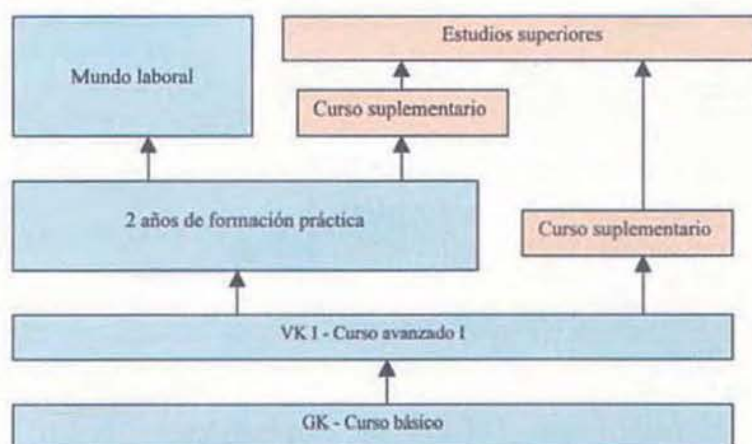 Estudios superiores
Mundo laboral
Curso suplementario
2 años de formación práctica
Curso suplementario
VK I - Curso avanzado I
GK - Curso básico